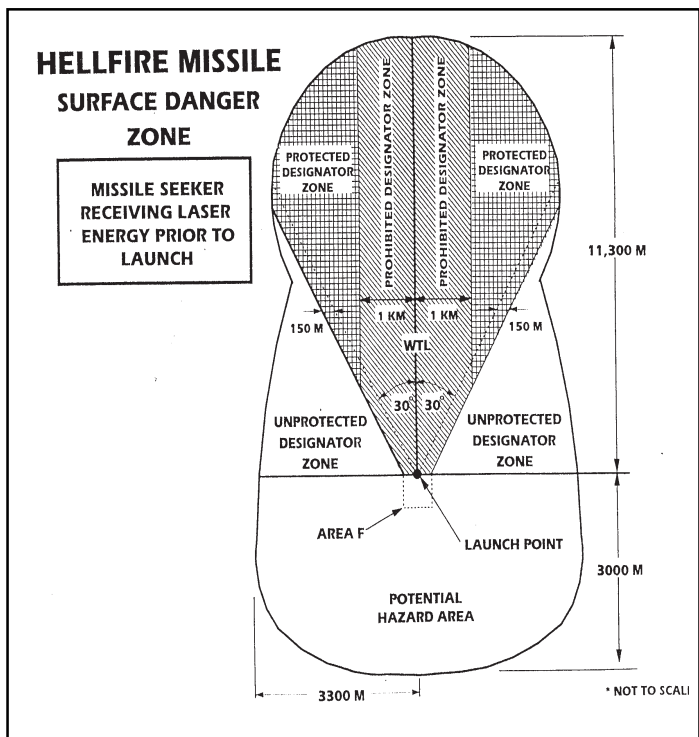 HELLFIRE MISSILE
SURFACE DANGER
ZONE
MISSILE SEEKER
RECEIVING LASER
ENERGY PRIOR TO
LAUNCH
PROHIBITED DESIGNATOR ZONE
PROHIBITED DESIGNATOR ZONE
PROTECTED
DESIGNATOR
ZONE
PROTECTED
DESIGNATOR
ZONE
11,300 M
150 M
1 KM
1 KM
150 M
WTL
30°
30°
UNPROTECTED
DESIGNATOR
ZONE
UNPROTECTED
DESIGNATOR
ZONE
AREA F
LAUNCH POINT
3000 M
POTENTIAL
HAZARD AREA
3300 M
* NOT TO SCALI